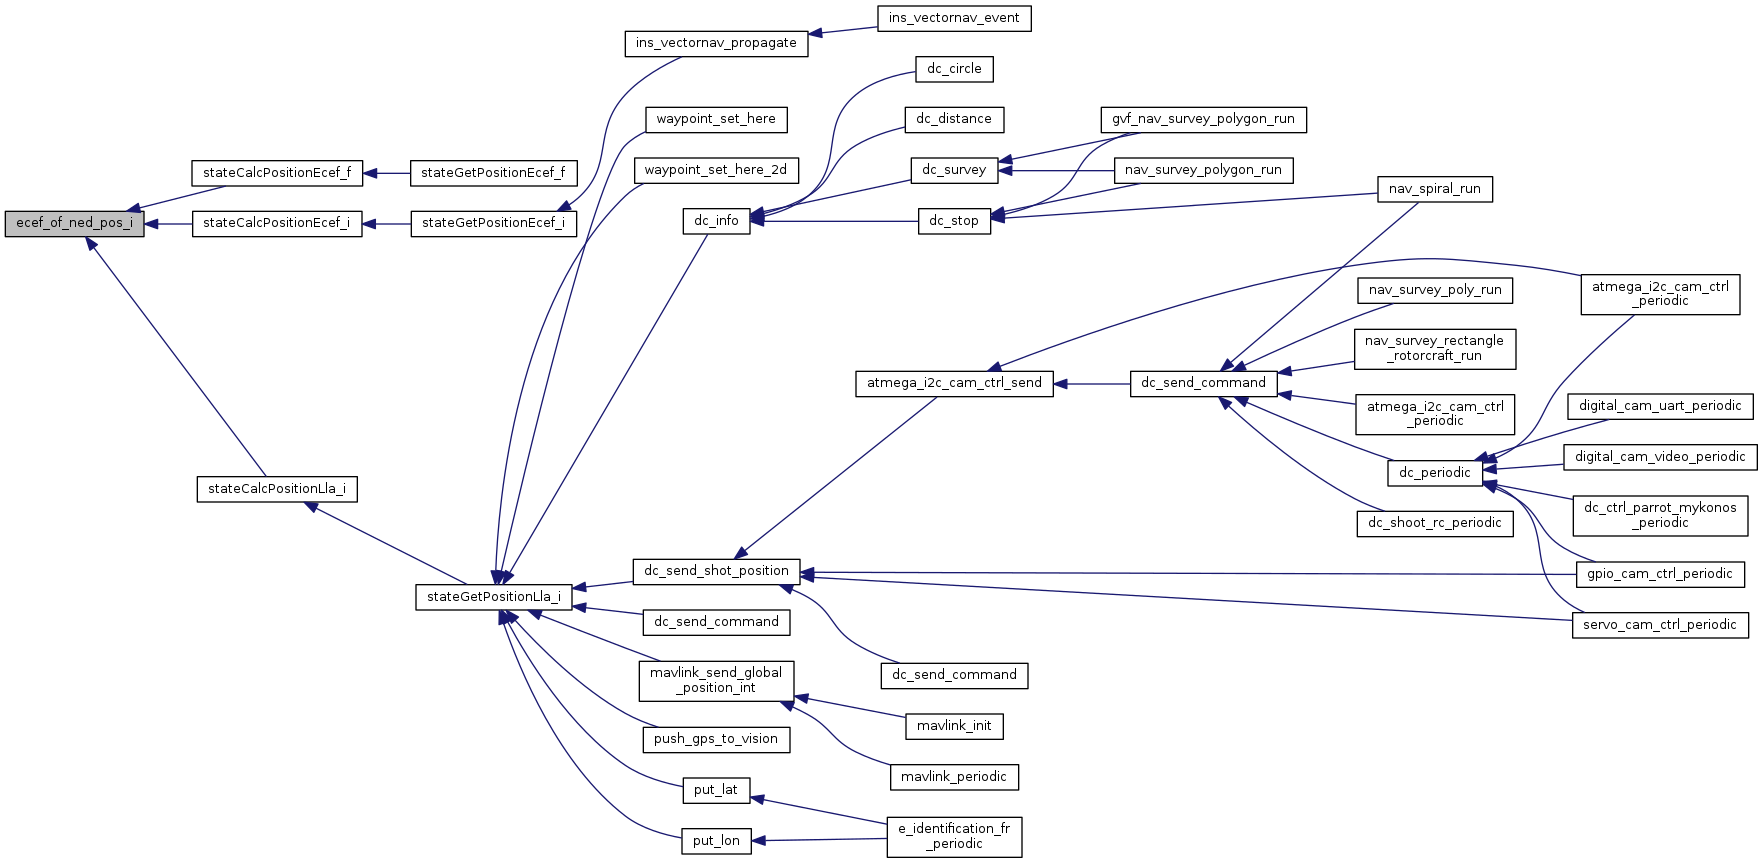 ecef_of_ned_pos_i
stateCalcPositionEcef_f
stateGetPositionEcef_f
stateCalcPositionEcef_i
stateGetPositionEcef_i
ins_vectornav_propagate
ins_vectornav_event
stateCalcPositionLla_i
stateGetPositionLla_i
waypoint_set_here
waypoint_set_here_2d
dc_info
dc_circle
dc_distance
dc_survey
gvf_nav_survey_polygon_run
nav_survey_polygon_run
dc_stop
nav_spiral_run
dc_send_shot_position
atmega_i2c_cam_ctrl_send
atmega_i2c_cam_ctrl
_periodic
dc_send_command
nav_survey_poly_run
nav_survey_rectangle
_rotorcraft_run
atmega_i2c_cam_ctrl
_periodic
dc_periodic
digital_cam_uart_periodic
digital_cam_video_periodic
dc_ctrl_parrot_mykonos
_periodic
gpio_cam_ctrl_periodic
servo_cam_ctrl_periodic
dc_shoot_rc_periodic
dc_send_command
dc_send_command
mavlink_send_global
_position_int
mavlink_init
mavlink_periodic
push_gps_to_vision
put_lat
put_lon
e_identification_fr
_periodic